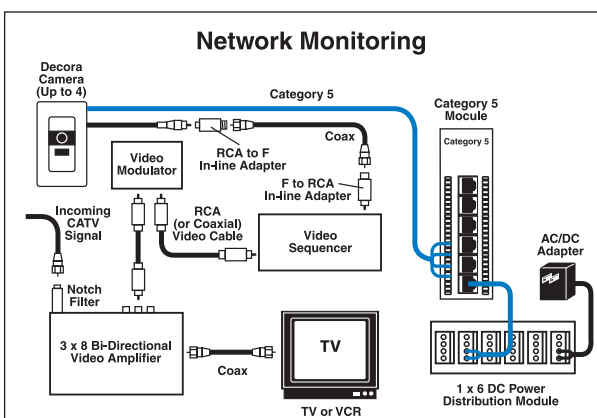 Network Monitoring
Decora
Camera
(Up to 4)
Category 5
Category 5
Mocule
Category 5
Coax
RCA to F
In-line Adapter
Video
Modulator
F to RCA
In-line Adapter
Incoming
CATV
Signal
RCA
(or Coaxial)
Video Cable
Video
Sequencer
AC/DC
Adapter
Notch
Filter
3 x 8 Bi-Directional
Video Amplifier
Coax
TV
TV or VCR
1 x 6 DC Power
Distribution Module